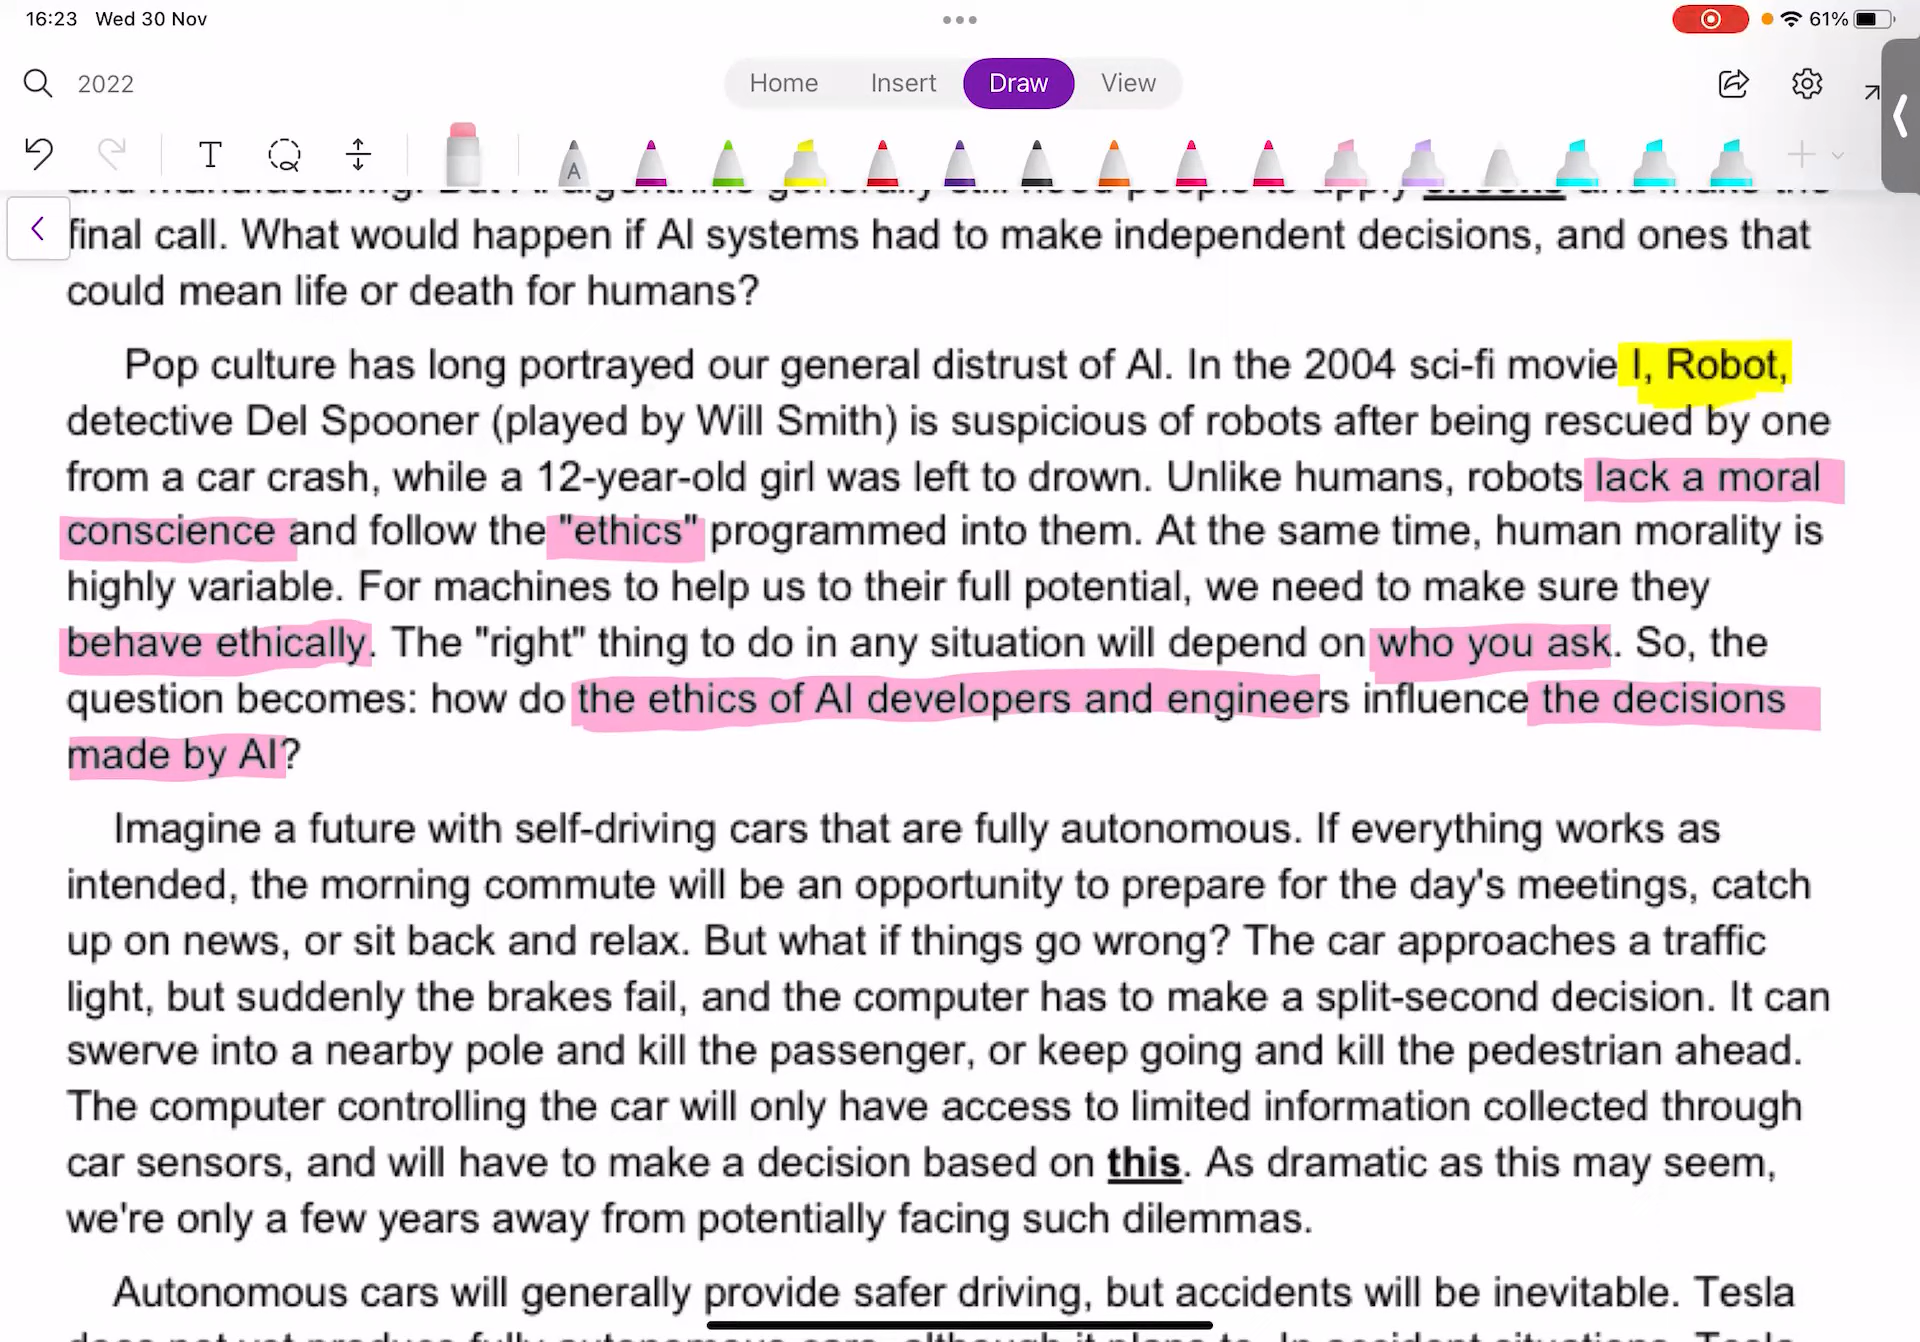 16:23 Wed 30 Nov
61%
2022
Home Insert Draw View
T
A
final call. What would happen if AI systems had to make independent decisions, and ones that
could mean life or death for humans?
Pop culture has long portrayed our general distrust of AI. In the 2004 sci-fi movie I, Robot,
detective Del Spooner (played by Will Smith) is suspicious of robots after being rescued by one
from a car crash, while a 12-year-old girl was left to drown. Unlike humans, robots lack a moral
conscience and follow the "ethics" programmed into them. At the same time, human morality is
highly variable. For machines to help us to their full potential, we need to make sure they
behave ethically. The "right" thing to do in any situation will depend on who you ask. So, the
question becomes: how do the ethics of AI developers and engineers influence the decisions
made by AI?
Imagine a future with self-driving cars that are fully autonomous. If everything works as
intended, the morning commute will be an opportunity to prepare for the day's meetings, catch
up on news, or sit back and relax. But what if things go wrong? The car approaches a traffic
light, but suddenly the brakes fail, and the computer has to make a split-second decision. It can
swerve into a nearby pole and kill the passenger, or keep going and kill the pedestrian ahead.
The computer controlling the car will only have access to limited information collected through
car sensors, and will have to make a decision based on this. As dramatic as this may seem,
we're only a few years away from potentially facing such dilemmas.
Autonomous cars will generally provide safer driving, but accidents will be inevitable. Tesla